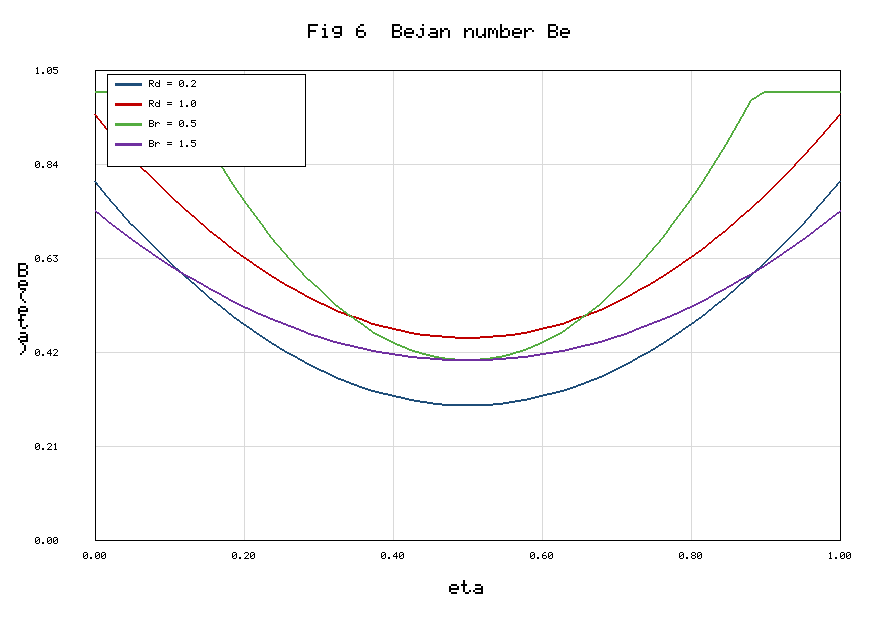 Fig 6  Bejan number Be
1.05
Rd = 0.2
Rd = 1.0
Br = 0.5
Br = 1.5
0.84
0.63
0.42
0.21
0.00
0.00 0.20 0.40 0.60 0.80 1.00
eta